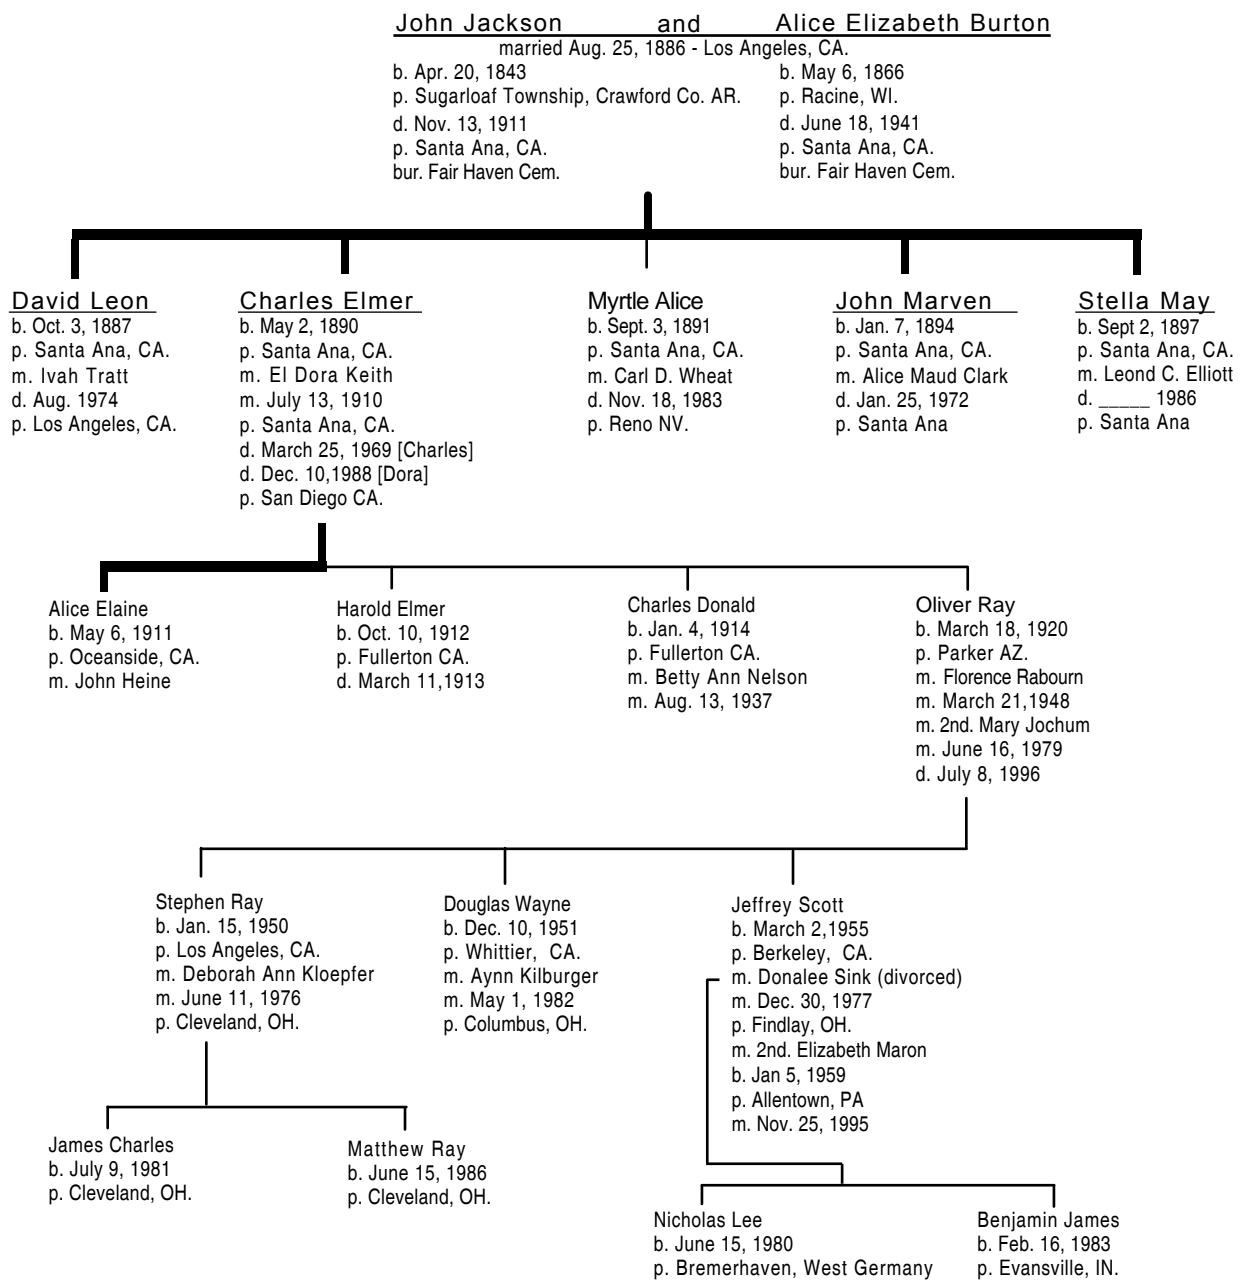 John Jackson and Alice Elizabeth Burton
married Aug. 25, 1886 - Los Angeles, CA.
b. Apr. 20, 1843
p. Sugarloaf Township, Crawford Co. AR.
d. Nov. 13, 1911
p. Santa Ana, CA.
bur. Fair Haven Cem.
b. May 6, 1866
p. Racine, WI.
d. June 18, 1941
p. Santa Ana, CA.
bur. Fair Haven Cem.
David Leon
b. Oct. 3, 1887
p. Santa Ana, CA.
m. Ivah Tratt
d. Aug. 1974
p. Los Angeles, CA.
Charles Elmer
b. May 2, 1890
p. Santa Ana, CA.
m. El Dora Keith
m. July 13, 1910
p. Santa Ana, CA.
d. March 25, 1969 [Charles]
d. Dec. 10,1988 [Dora]
p. San Diego CA.
Myrtle Alice
b. Sept. 3, 1891
p. Santa Ana, CA.
m. Carl D. Wheat
d. Nov. 18, 1983
p. Reno NV.
John Marven
b. Jan. 7, 1894
p. Santa Ana, CA.
m. Alice Maud Clark
d. Jan. 25, 1972
p. Santa Ana
Stella May
b. Sept 2, 1897
p. Santa Ana, CA.
m. Leond C. Elliott
d. _____ 1986
p. Santa Ana
Alice Elaine
b. May 6, 1911
p. Oceanside, CA.
m. John Heine
Harold Elmer
b. Oct. 10, 1912
p. Fullerton CA.
d. March 11,1913
Charles Donald
b. Jan. 4, 1914
p. Fullerton CA.
m. Betty Ann Nelson
m. Aug. 13, 1937
Oliver Ray
b. March 18, 1920
p. Parker AZ.
m. Florence Rabourn
m. March 21,1948
m. 2nd. Mary Jochum
m. June 16, 1979
d. July 8, 1996
Stephen Ray
b. Jan. 15, 1950
p. Los Angeles, CA.
m. Deborah Ann Kloepfer
m. June 11, 1976
p. Cleveland, OH.
Douglas Wayne
b. Dec. 10, 1951
p. Whittier, CA.
m. Aynn Kilburger
m. May 1, 1982
p. Columbus, OH.
Jeffrey Scott
b. March 2,1955
p. Berkeley, CA.
m. Donalee Sink (divorced)
m. Dec. 30, 1977
p. Findlay, OH.
m. 2nd. Elizabeth Maron
b. Jan 5, 1959
p. Allentown, PA
m. Nov. 25, 1995
James Charles
b. July 9, 1981
p. Cleveland, OH.
Matthew Ray
b. June 15, 1986
p. Cleveland, OH.
Nicholas Lee
b. June 15, 1980
p. Bremerhaven, West Germany
Benjamin James
b. Feb. 16, 1983
p. Evansville, IN.